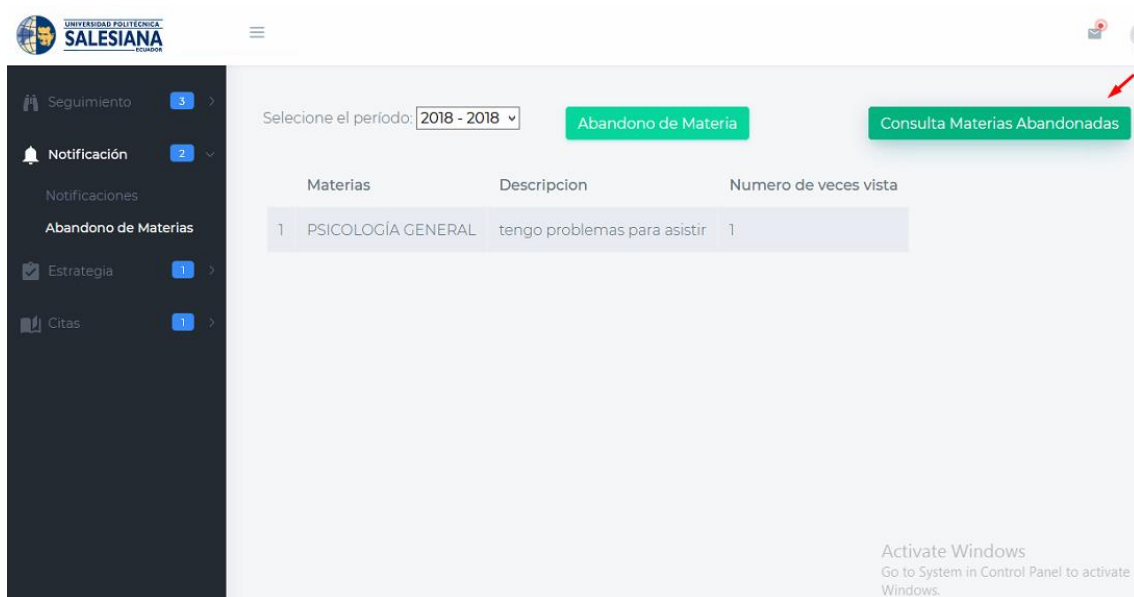 UNIVERSIDAD POLITÉCNICA
SALESIANA
ECUADOR
Seguimiento 3
Notificación 2
Notificaciones
Abandono de Materias
Estrategia 1
Citas 1
Selecione el período: 2018 - 2018 Abandono de Materia Consulta Materias Abandonadas
Materias Descripcion Numero de veces vista
1 PSICOLOGÍA GENERAL tengo problemas para asistir 1
Activate Windows
Go to System in Control Panel to activate
Windows.